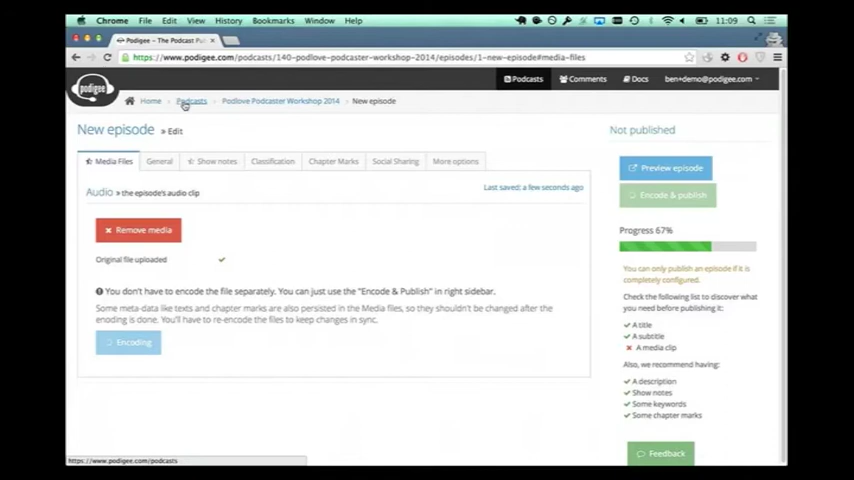 Chrome File Edit View History Bookmarks Window Help 11:09
Podigee – The Podcast Pu
https://www.podigee.com/podcasts/140-podlove-podcaster-workshop-2014/episodes/1-new-episode#media-files
podigee
Podcasts Comments Docs ben+demo@podigee.com
Home › Podcasts › Podlove Podcaster Workshop 2014 › New episode
New episode » Edit
Not published
Media Files General Show notes Classification Chapter Marks Social Sharing More options
Preview episode
Audio » the episode's audio clip
Last saved: a few seconds ago
Encode & publish
Remove media
Progress 67%
Original file uploaded
You can only publish an episode if it is
completely configured.
You don't have to encode the file separately. You can just use the "Encode & Publish" in right sidebar.
Some meta-data like texts and chapter marks are also persisted in the Media files, so they shouldn't be changed after the
enoding is done. You'll have to re-encode the files to keep changes in sync.
Encoding
Check the following list to discover what
you need before publishing it:
A title
A subtitle
A media clip
Also, we recommend having:
A description
Show notes
Some keywords
Some chapter marks
Feedback
https://www.podigee.com/podcasts